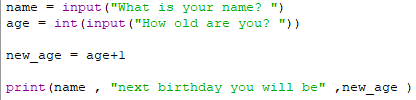 name = input("What is your name? ")
age = int(input("How old are you? "))
new_age = age+1
print(name , "next birthday you will be" ,new_age )